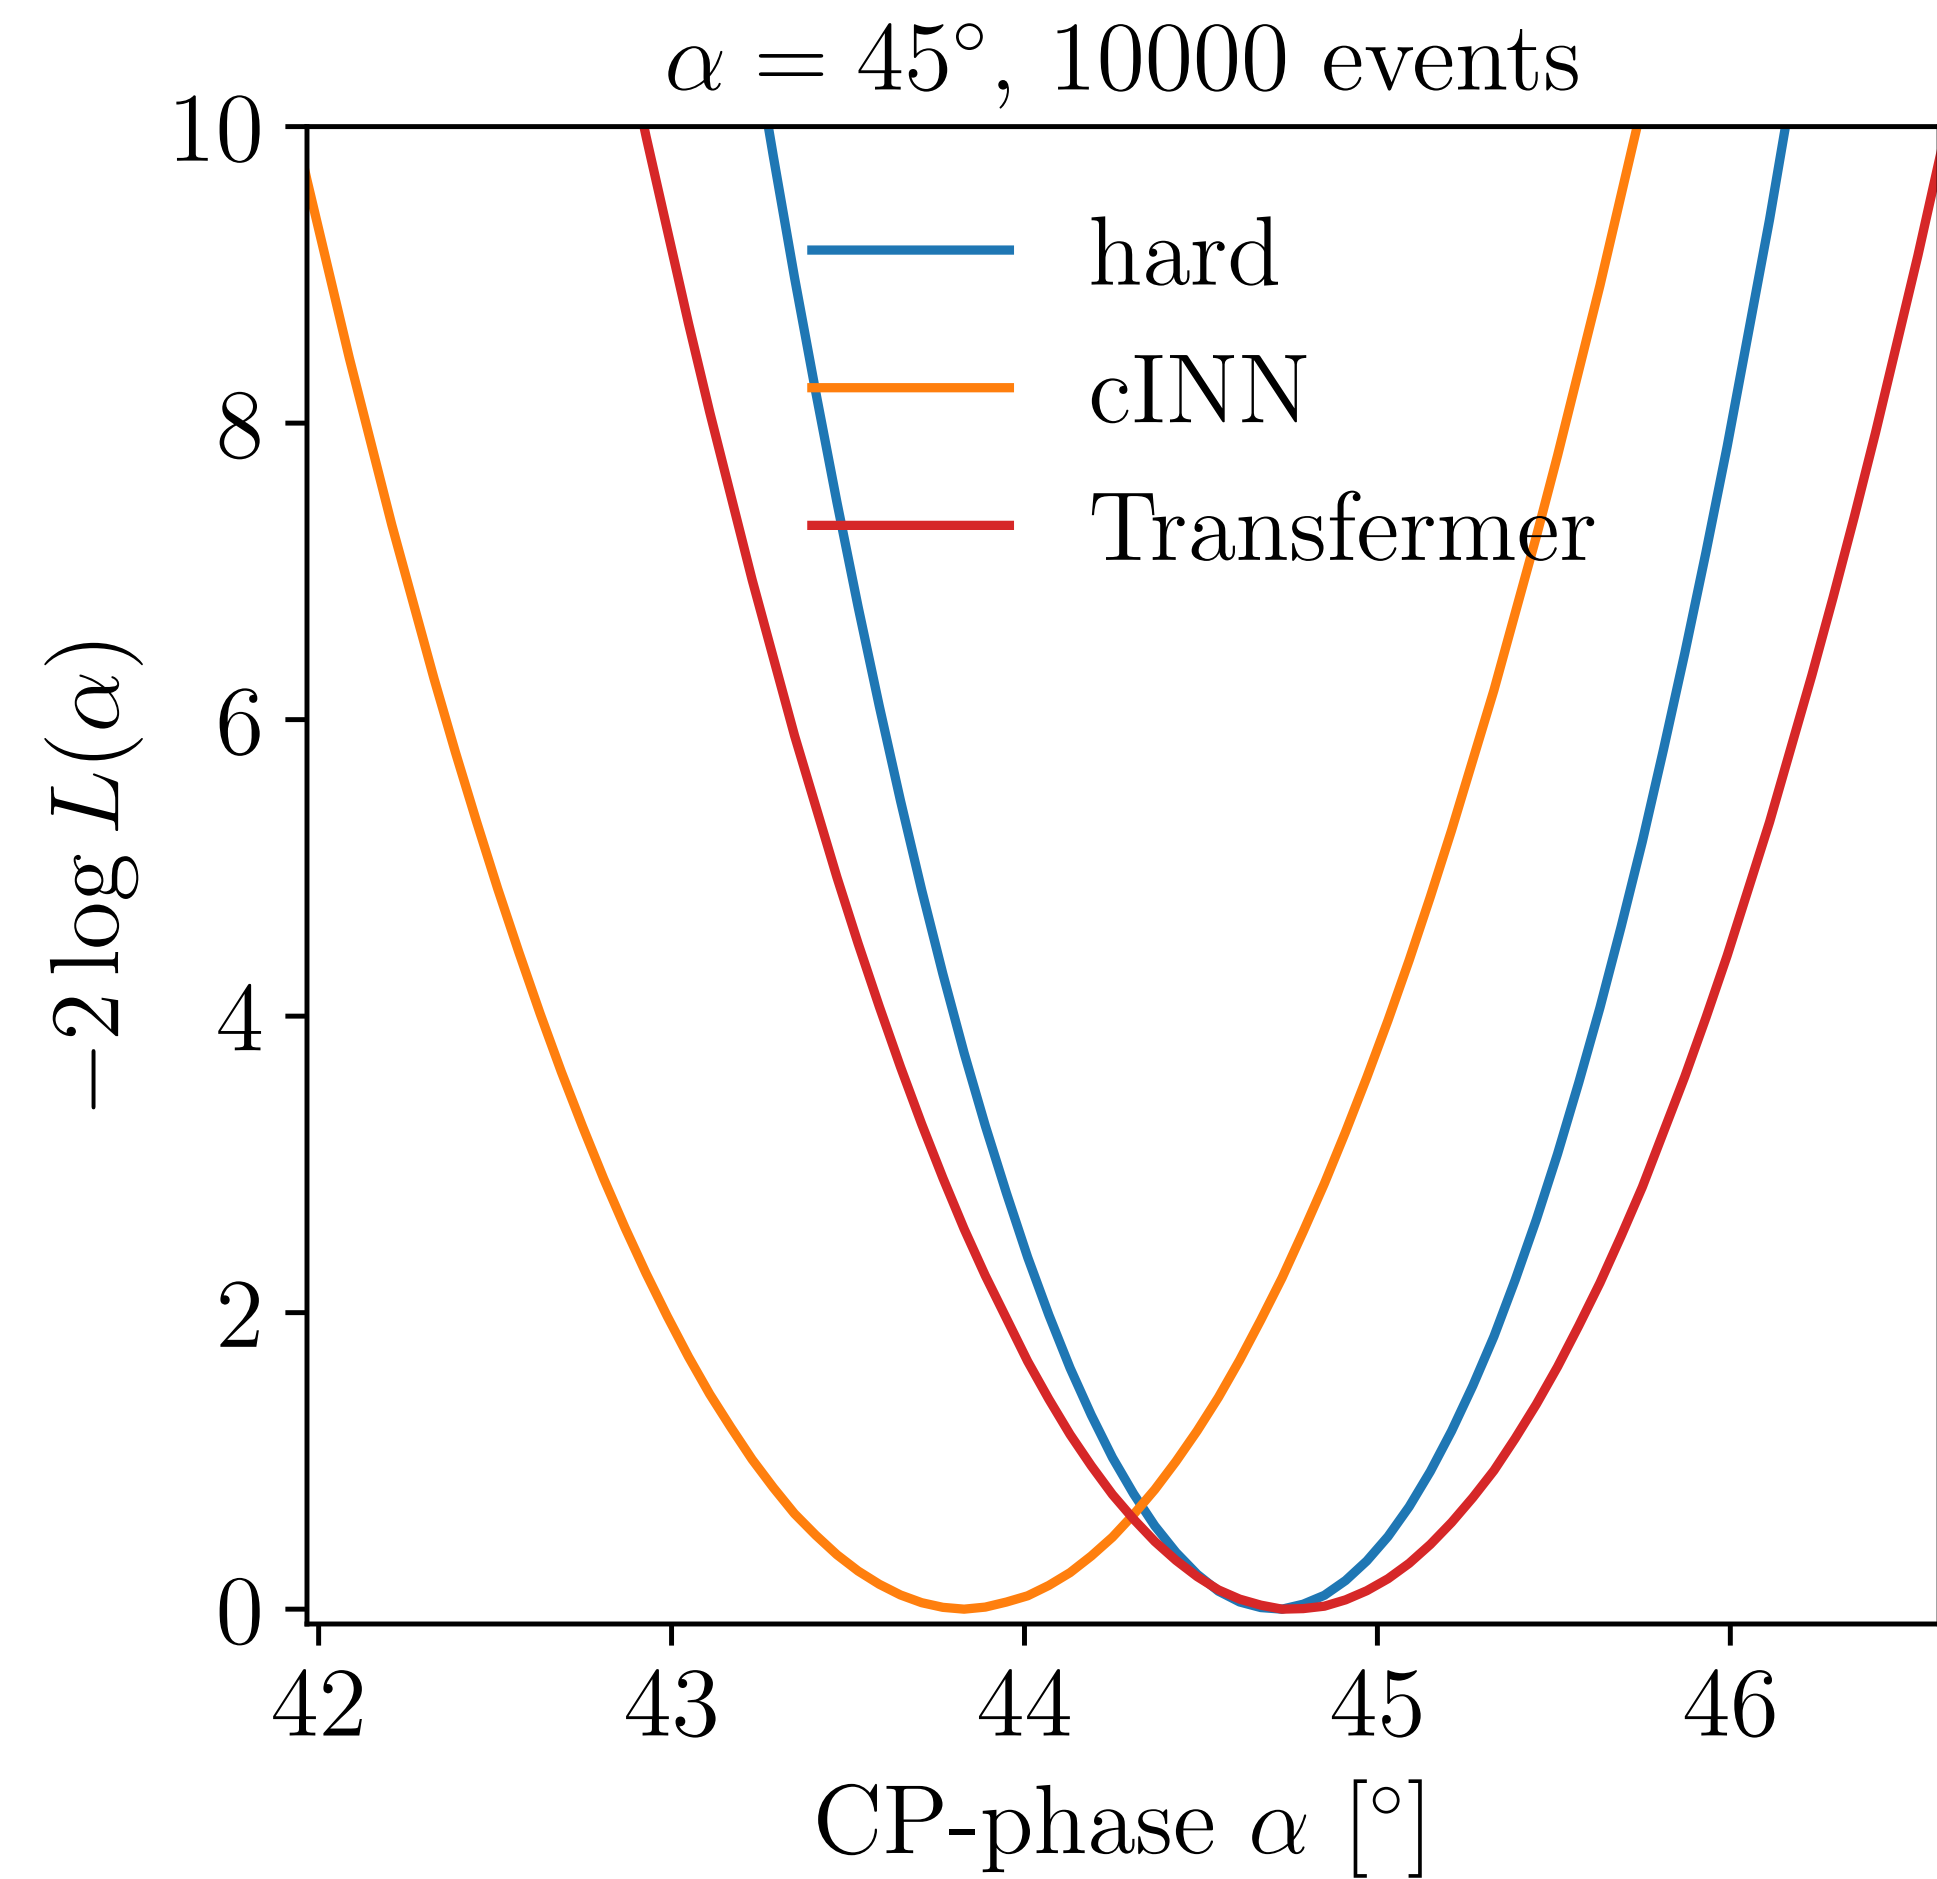 α = 45°, 10000 events
10
8
6
4
2
0
−2 log L(α)
hard
cINN
Transfermer
42 43 44 45 46
CP-phase α [°]